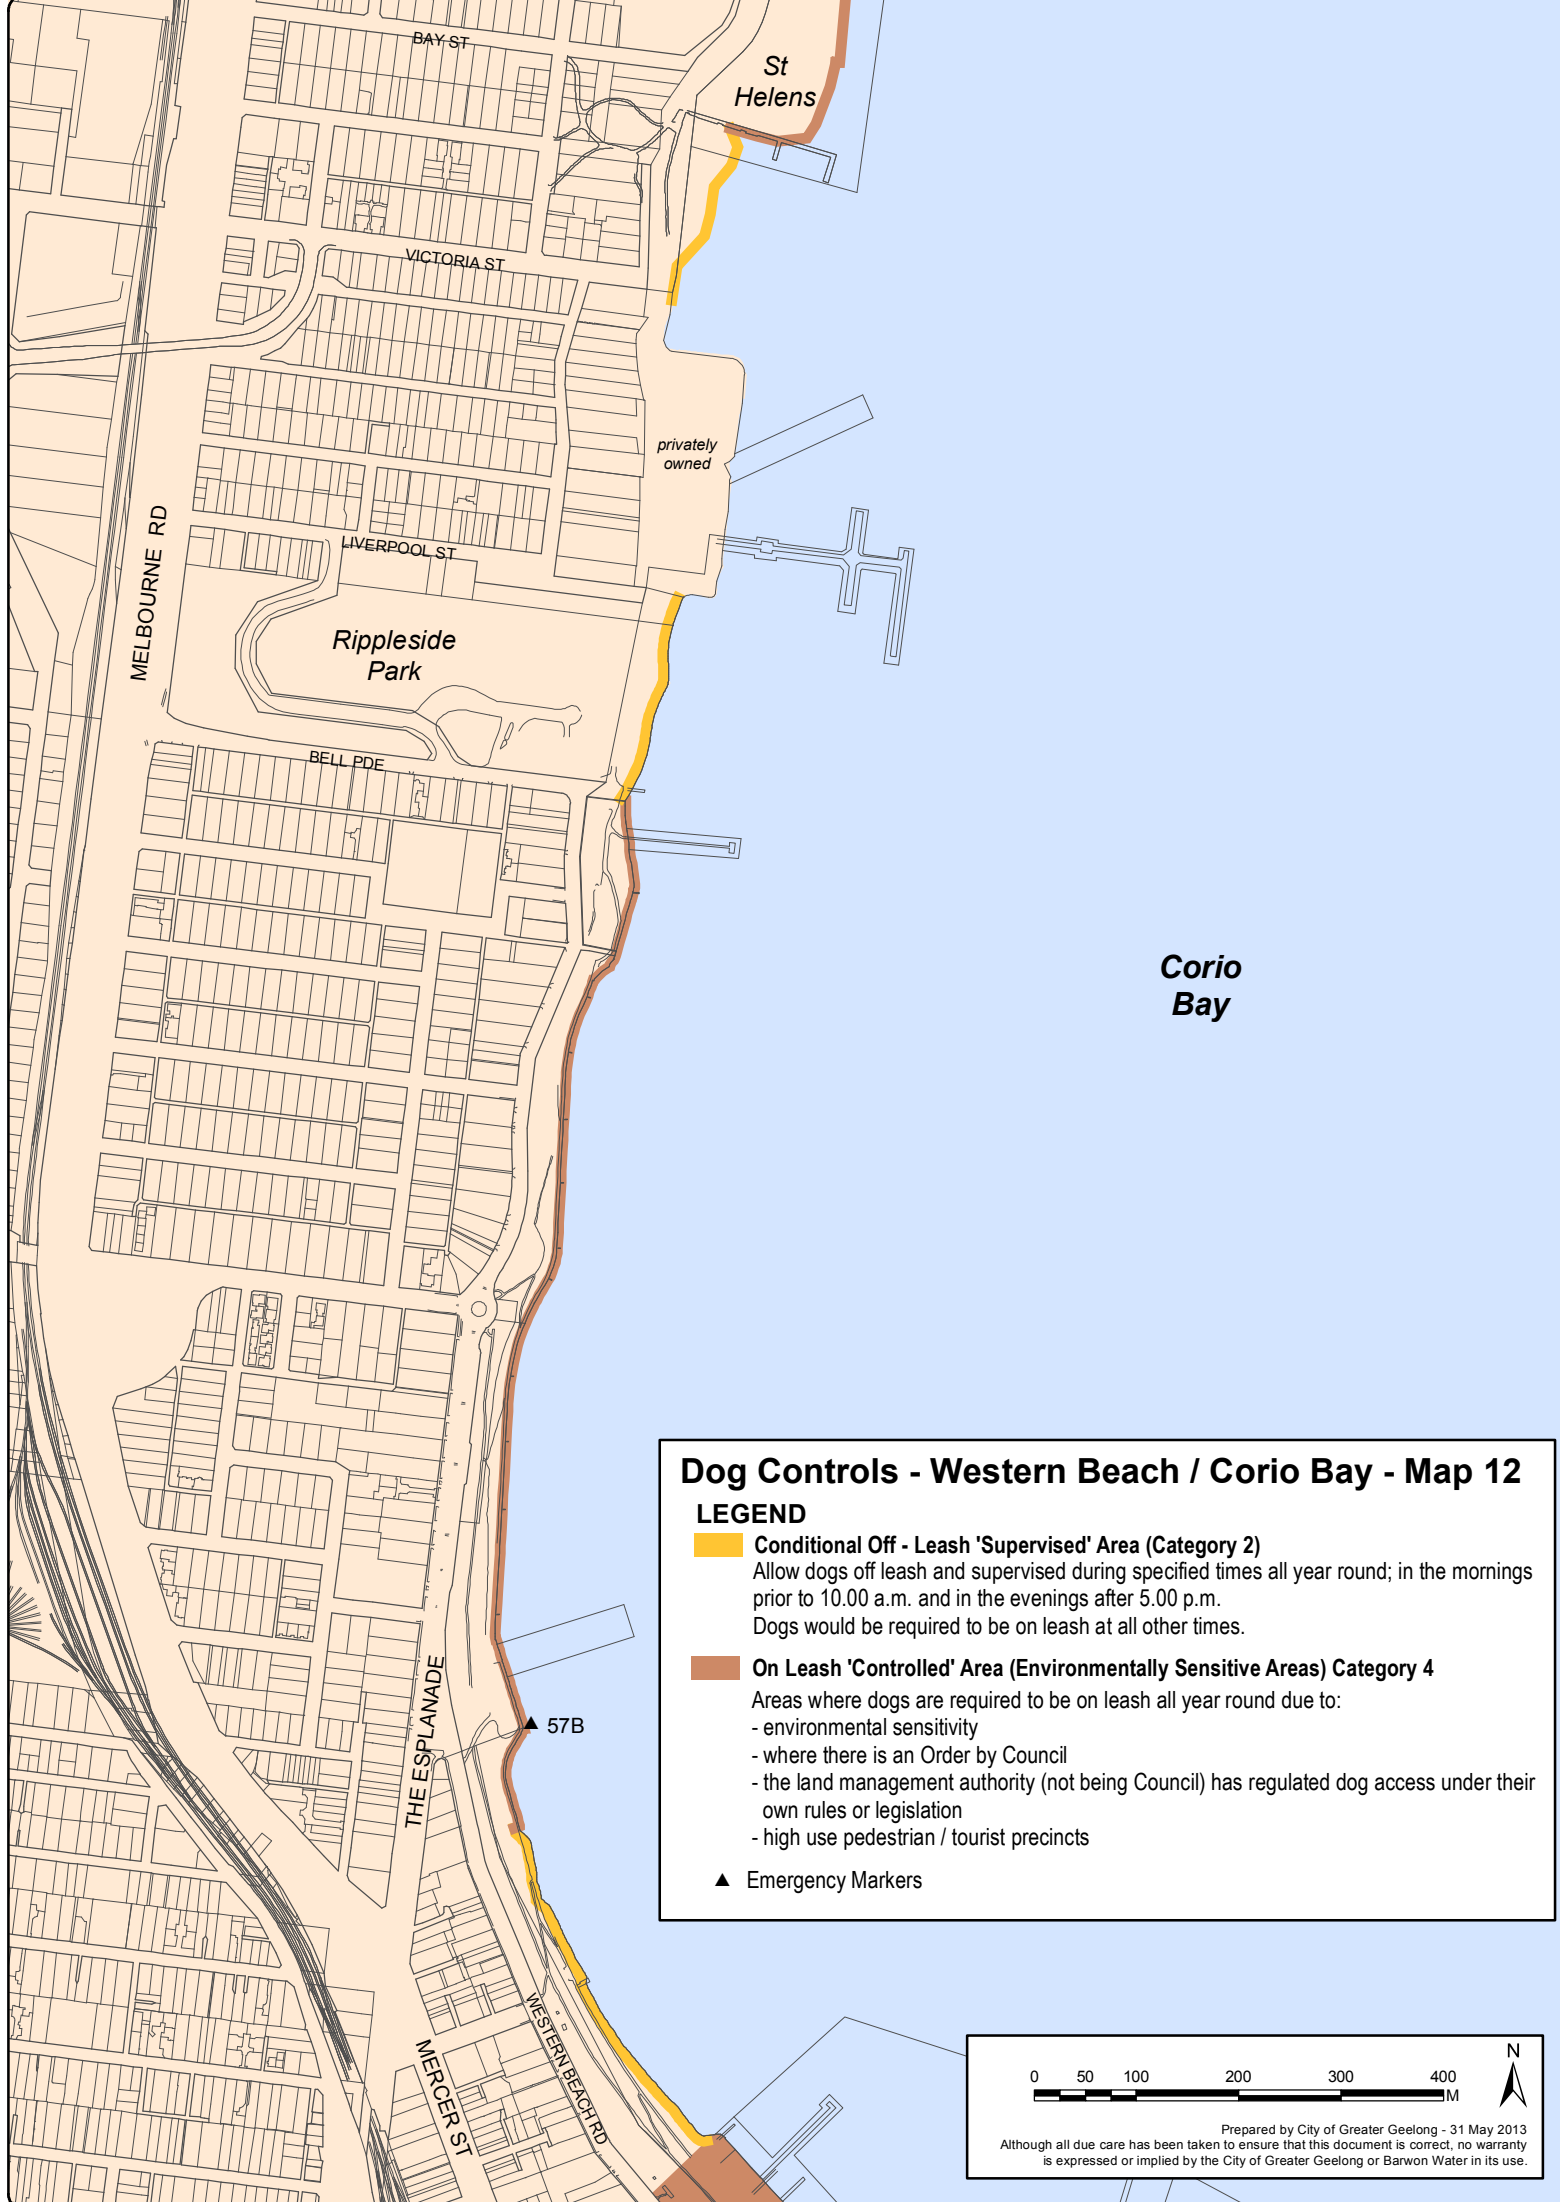 BAY ST
St
Helens
VICTORIA ST
privately
owned
MELBOURNE RD
LIVERPOOL ST
Rippleside
Park
BELL PDE
Corio
Bay
Dog Controls - Western Beach / Corio Bay - Map 12
LEGEND
Conditional Off - Leash 'Supervised' Area (Category 2)
Allow dogs off leash and supervised during specified times all year round; in the mornings
prior to 10.00 a.m. and in the evenings after 5.00 p.m.
Dogs would be required to be on leash at all other times.
On Leash 'Controlled' Area (Environmentally Sensitive Areas) Category 4
Areas where dogs are required to be on leash all year round due to:
- environmental sensitivity
- where there is an Order by Council
- the land management authority (not being Council) has regulated dog access under their
own rules or legislation
- high use pedestrian / tourist precincts
▲ Emergency Markers
THE ESPLANADE
57B
WESTERN BEACH RD
MERCER ST
N
0 50 100 200 300 400
M
Prepared by City of Greater Geelong - 31 May 2013
Although all due care has been taken to ensure that this document is correct, no warranty
is expressed or implied by the City of Greater Geelong or Barwon Water in its use.